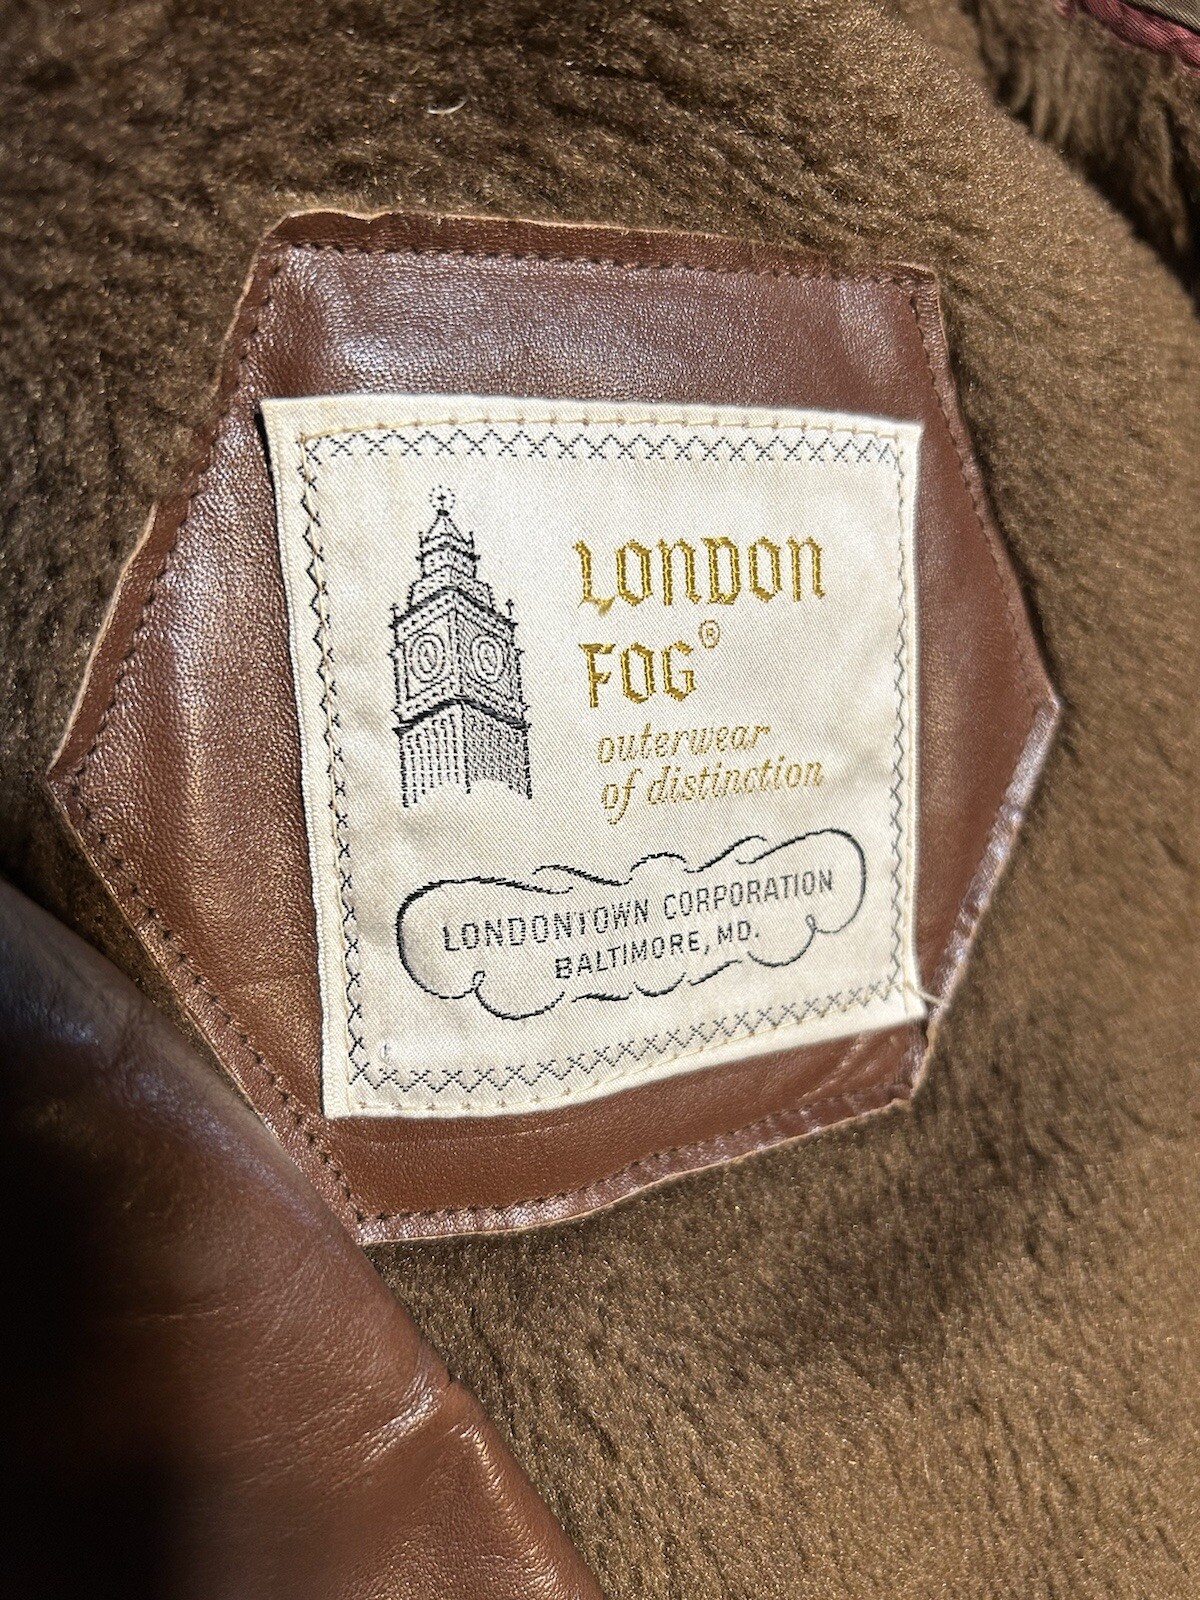 LONDON
FOG®
outerwear
of distinction
LONDONTOWN CORPORATION
BALTIMORE, MD.